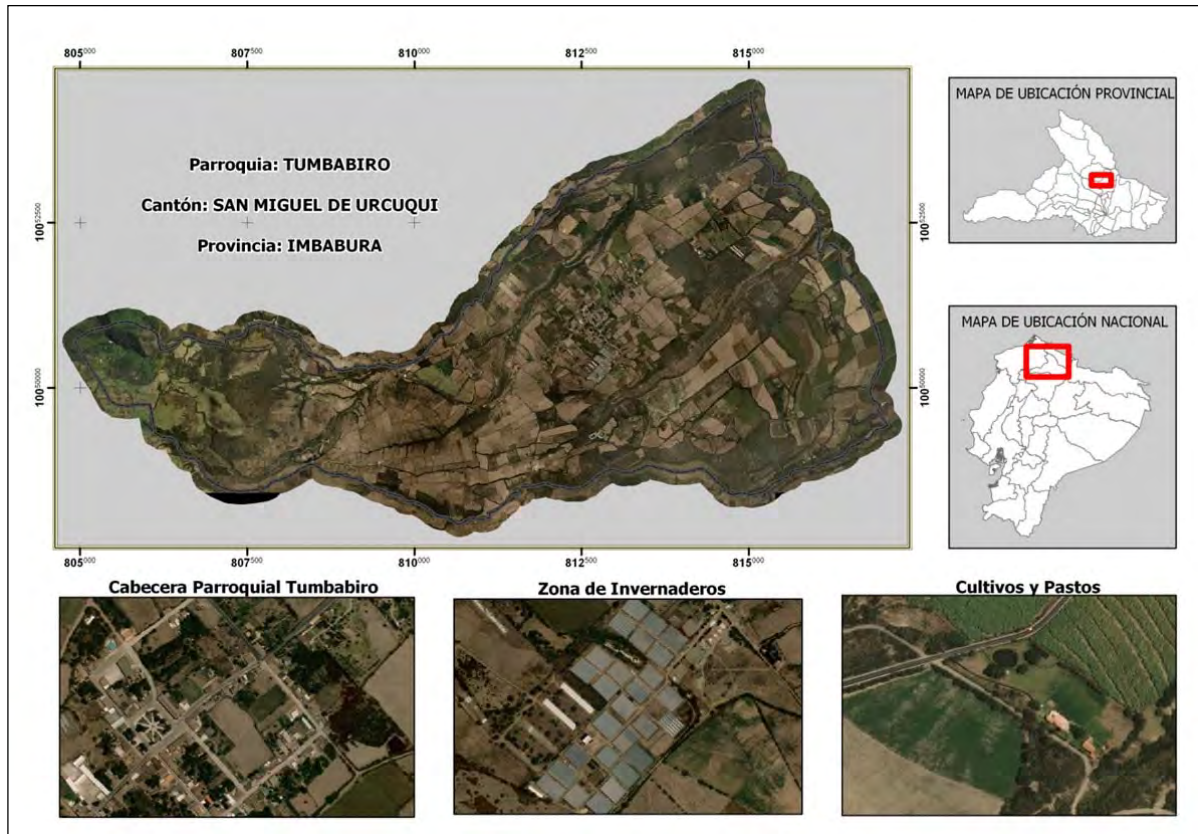 805000 807500 810000 812500 815000
Parroquia: TUMBABIRO
Cantón: SAN MIGUEL DE URCUQUI
Provincia: IMBABURA
10052500
10052500
10050000
10050000
805000 807500 810000 812500 815000
MAPA DE UBICACIÓN PROVINCIAL
MAPA DE UBICACIÓN NACIONAL
Cabecera Parroquial Tumbabiro
Zona de Invernaderos
Cultivos y Pastos